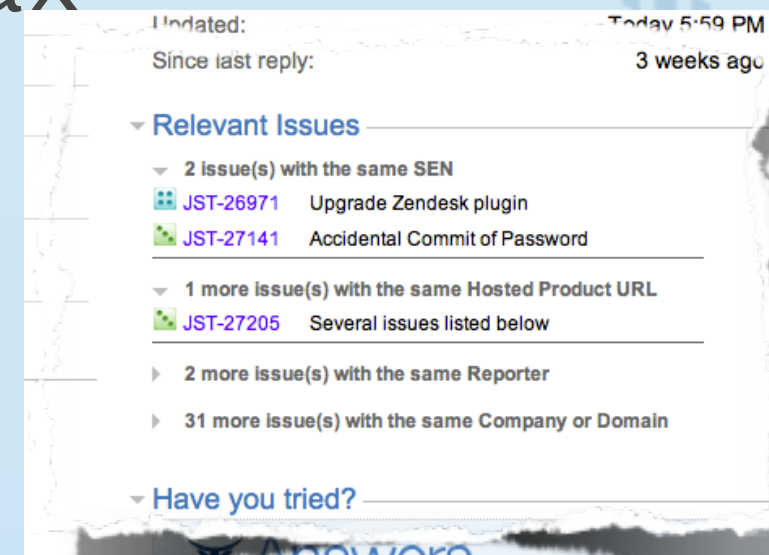 Updated: Today 5:59 PM
Since last reply: 3 weeks ago
Relevant Issues
2 issue(s) with the same SEN
JST-26971 Upgrade Zendesk plugin
JST-27141 Accidental Commit of Password
1 more issue(s) with the same Hosted Product URL
JST-27205 Several issues listed below
2 more issue(s) with the same Reporter
31 more issue(s) with the same Company or Domain
Have you tried?
Answers